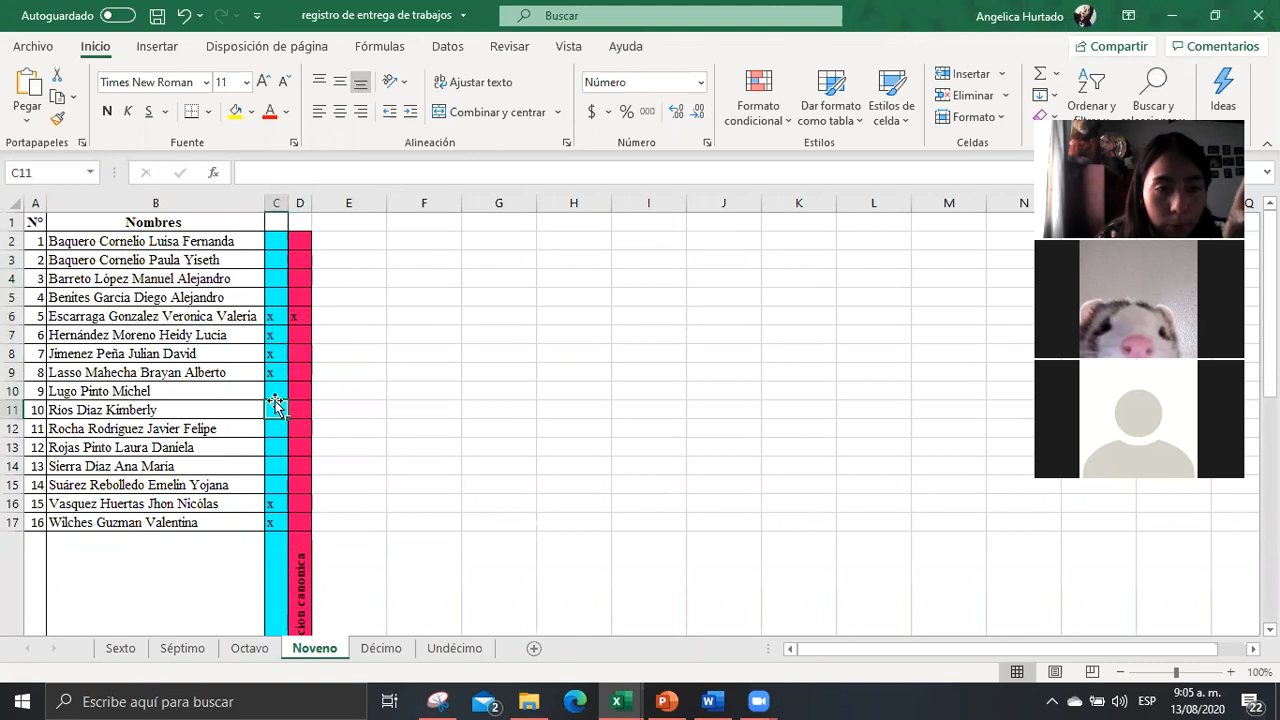 Autoguardado
registro de entrega de trabajos
Buscar
Angelica Hurtado
Archivo Inicio Insertar Disposición de página Fórmulas Datos Revisar Vista Ayuda
Compartir Comentarios
Pegar
Times New Roman 11
N K S
Ajustar texto
Combinar y centrar
Número
$ % 000
Formato condicional
Dar formato como tabla
Estilos de celda
Insertar
Eliminar
Formato
Ordenar y
Buscar y
Ideas
Portapapeles Fuente Alineación Número Estilos Celdas
C11
fx
A B C D E F G H I J K L M N Q
1 N° Nombres
2 1 Baquero Cornelio Luisa Fernanda
3 2 Baquero Cornelio Paula Yiseth
4 3 Barreto López Manuel Alejandro
5 4 Benites Garcia Diego Alejandro
6 5 Escarraga Gonzalez Veronica Valeria x x
7 6 Hernández Moreno Heidy Lucia x
8 7 Jimenez Peña Julian David x
9 8 Lasso Mahecha Brayan Alberto x
10 9 Lugo Pinto Michel
11 10 Rios Diaz Kimberly
12 11 Rocha Rodriguez Javier Felipe
13 12 Rojas Pinto Laura Daniela
14 13 Sierra Diaz Ana Maria
15 14 Suárez Rebolledo Emelin Yojana
16 15 Vasquez Huertas Jhon Nicólas x
17 16 Wilches Guzman Valentina x
cion canonica
Sexto Séptimo Octavo Noveno Décimo Undécimo
100%
Escribe aquí para buscar
2
ESP
9:05 a. m.
13/08/2020
22